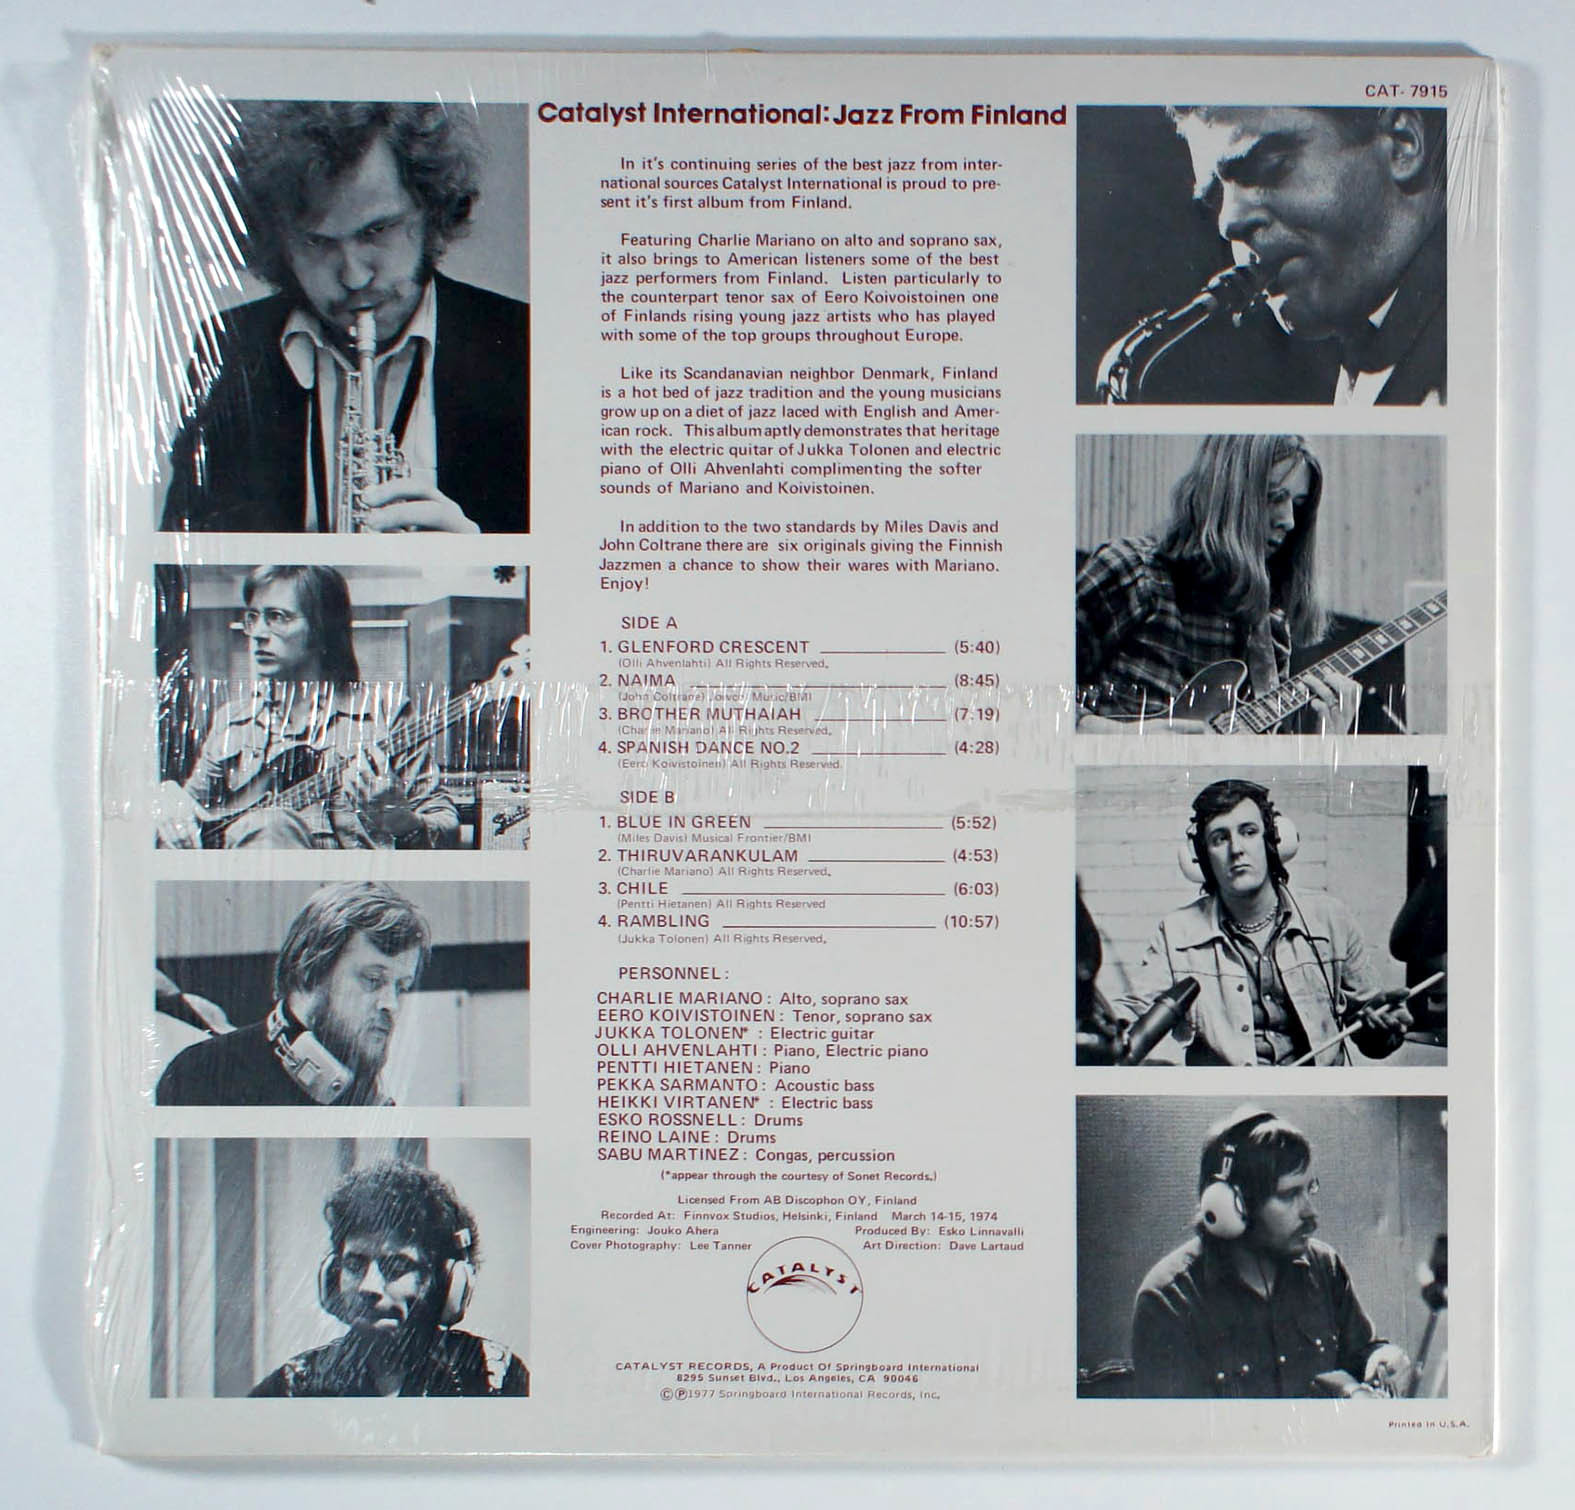 CAT- 7915
Catalyst International: Jazz From Finland
In it's continuing series of the best jazz from inter-
national sources Catalyst International is proud to pre-
sent it's first album from Finland.
Featuring Charlie Mariano on alto and soprano sax,
it also brings to American listeners some of the best
jazz performers from Finland. Listen particularly to
the counterpart tenor sax of Eero Koivoistoinen one
of Finlands rising young jazz artists who has played
with some of the top groups throughout Europe.
Like its Scandanavian neighbor Denmark, Finland
is a hot bed of jazz tradition and the young musicians
grow up on a diet of jazz laced with English and Amer-
ican rock. This album aptly demonstrates that heritage
with the electric quitar of Jukka Tolonen and electric
piano of Olli Ahvenlahti complimenting the softer
sounds of Mariano and Koivistoinen.
In addition to the two standards by Miles Davis and
John Coltrane there are six originals giving the Finnish
Jazzmen a chance to show their wares with Mariano.
Enjoy!
SIDE A
1. GLENFORD CRESCENT (5:40)
(Olli Ahvenlahti) All Rights Reserved.
2. NAIMA (8:45)
(John Coltrane) Jowcol Music/BMI
3. BROTHER MUTHAIAH (7:19)
(Charlie Mariano) All Rights Reserved.
4. SPANISH DANCE NO.2 (4:28)
(Eero Koivistoinen) All Rights Reserved.
SIDE B
1. BLUE IN GREEN (5:52)
(Miles Davis) Musical Frontier/BMI
2. THIRUVARANKULAM (4:53)
(Charlie Mariano) All Rights Reserved.
3. CHILE (6:03)
(Pentti Hietanen) All Rights Reserved
4. RAMBLING (10:57)
(Jukka Tolonen) All Rights Reserved.
PERSONNEL:
CHARLIE MARIANO: Alto, soprano sax
EERO KOIVISTOINEN: Tenor, soprano sax
JUKKA TOLONEN* : Electric guitar
OLLI AHVENLAHTI: Piano, Electric piano
PENTTI HIETANEN: Piano
PEKKA SARMANTO: Acoustic bass
HEIKKI VIRTANEN* : Electric bass
ESKO ROSSNELL: Drums
REINO LAINE: Drums
SABU MARTINEZ: Congas, percussion
(*appear through the courtesy of Sonet Records.)
Licensed From AB Discophon OY, Finland
Recorded At: Finnvox Studios, Helsinki, Finland March 14-15, 1974
Engineering: Jouko Ahera Produced By: Esko Linnavalli
Cover Photography: Lee Tanner Art Direction: Dave Lartaud
CATALYST
CATALYST RECORDS, A Product Of Springboard International
8295 Sunset Blvd., Los Angeles, CA 90046
©℗1977 Springboard International Records, Inc.
Printed In U.S.A.